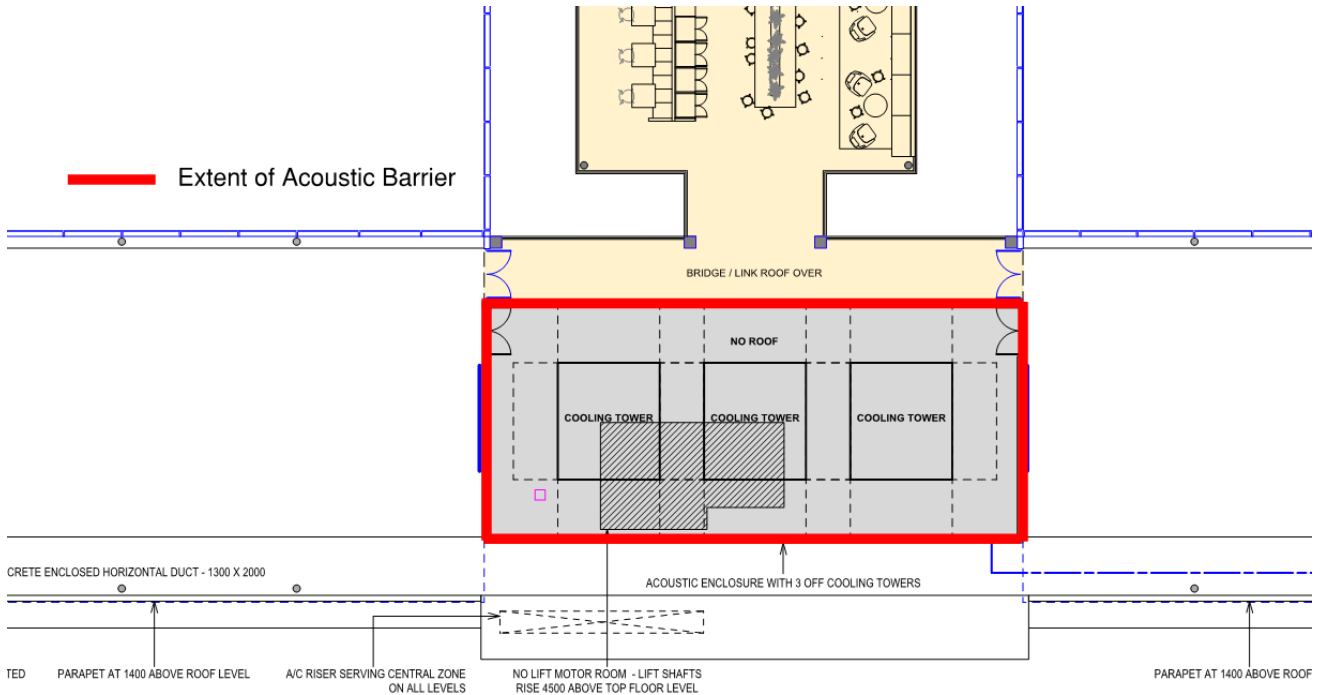 Extent of Acoustic Barrier
BRIDGE / LINK ROOF OVER
NO ROOF
COOLING TOWER
COOLING TOWER
COOLING TOWER
CRETE ENCLOSED HORIZONTAL DUCT - 1300 X 2000
ACOUSTIC ENCLOSURE WITH 3 OFF COOLING TOWERS
TED
PARAPET AT 1400 ABOVE ROOF LEVEL
A/C RISER SERVING CENTRAL ZONE
ON ALL LEVELS
NO LIFT MOTOR ROOM - LIFT SHAFTS
RISE 4500 ABOVE TOP FLOOR LEVEL
PARAPET AT 1400 ABOVE ROOF